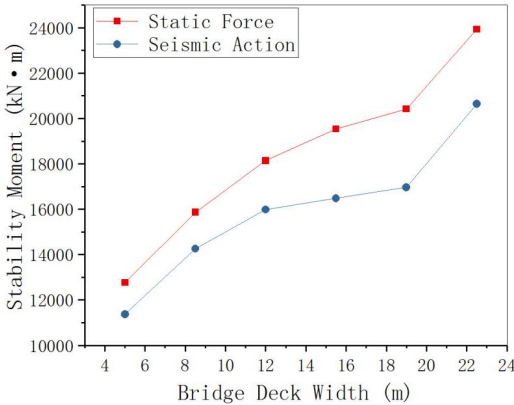 Static Force
Seismic Action
Stability Moment (kN·m)
24000
22000
20000
18000
16000
14000
12000
10000
4 6 8 10 12 14 16 18 20 22 24
Bridge Deck Width (m)